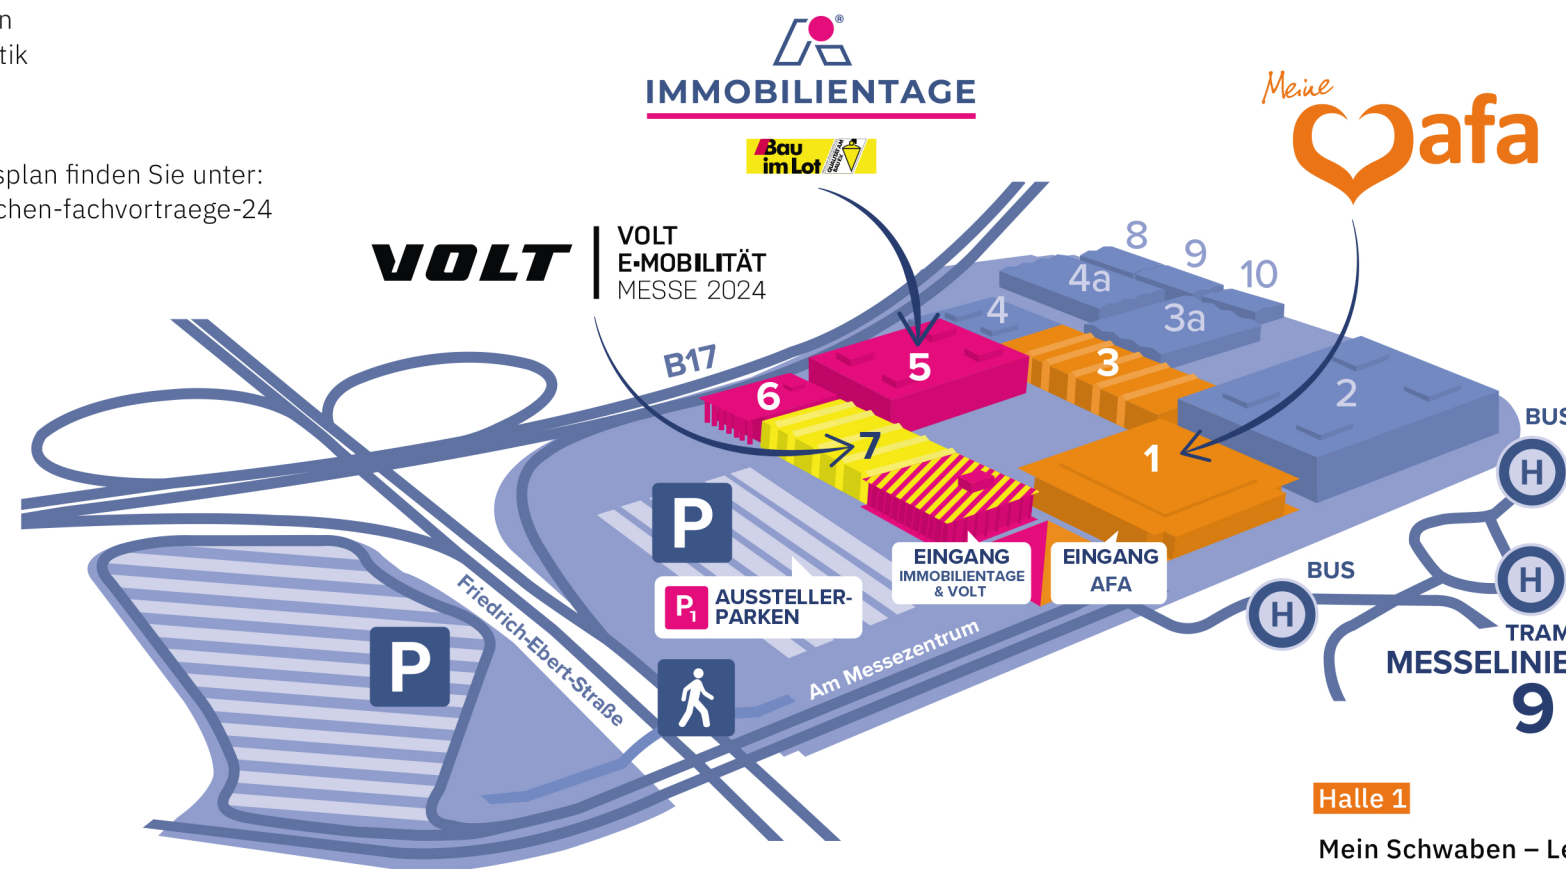 n
tik
splan finden Sie unter:
chen-fachvortraege-24
IMMOBILIENTAGE
Bau
im Lot
VOLT
VOLT
E-MOBILITÄT
MESSE 2024
Meine
afa
8
9
10
4a
3a
4
3
5
2
6
7
1
B17
P
P1 AUSSTELLER-
PARKEN
EINGANG
IMMOBILIENTAGE
& VOLT
EINGANG
AFA
BUS
H
BUS
H
H
TRAM
MESSELINIE
9
Friedrich-Ebert-Straße
Am Messezentrum
P
Halle 1
Mein Schwaben – Le